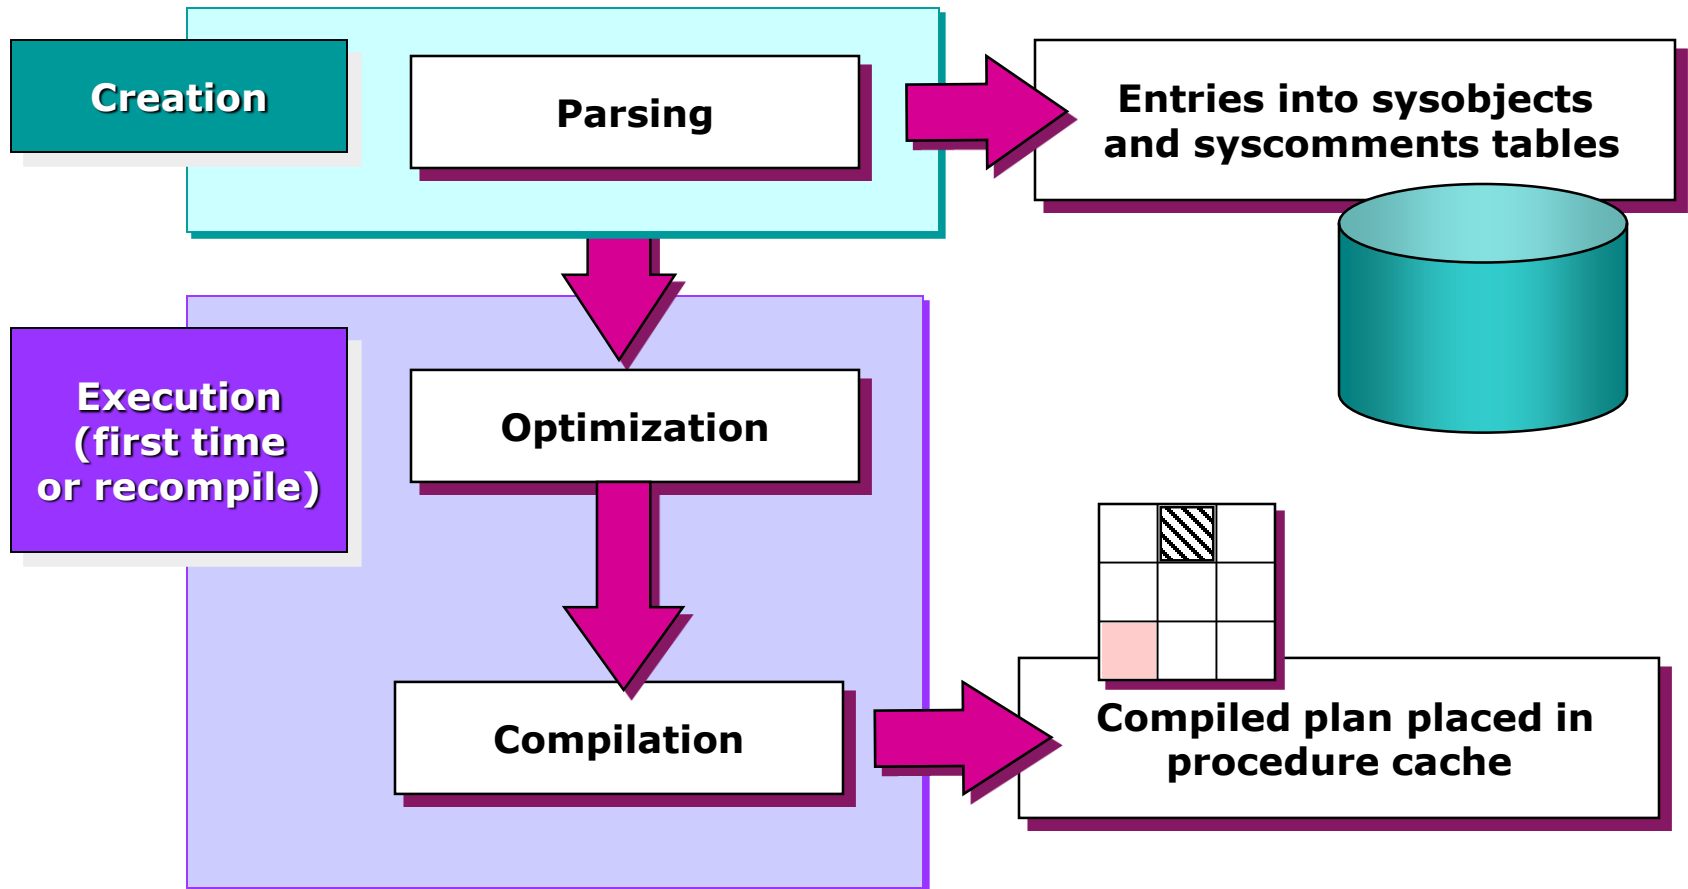 Creation
Parsing
Entries into sysobjects
and syscomments tables
Execution
(first time
or recompile)
Optimization
Compilation
Compiled plan placed in
procedure cache